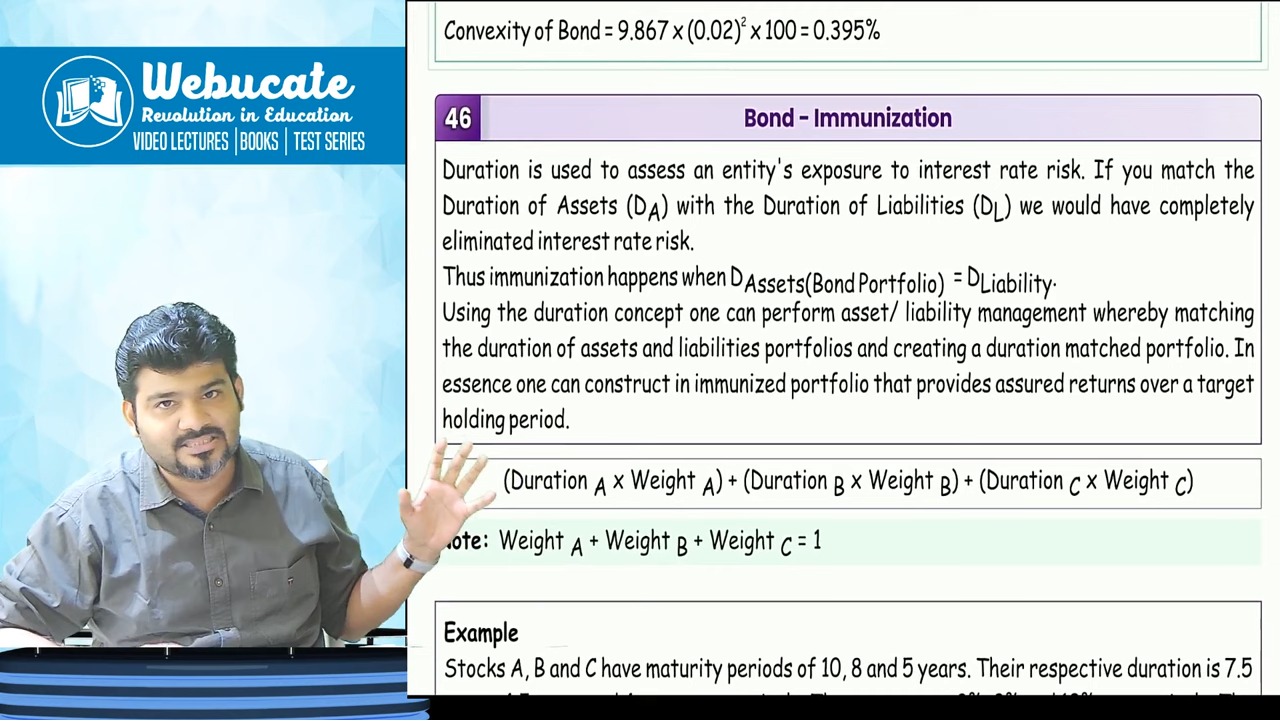 Webucate
Revolution in Education
VIDEO LECTURES | BOOKS | TEST SERIES
Convexity of Bond = 9.867 x (0.02)² x 100 = 0.395%
46 Bond - Immunization
Duration is used to assess an entity's exposure to interest rate risk. If you match the
Duration of Assets (DA) with the Duration of Liabilities (DL) we would have completely
eliminated interest rate risk.
Thus immunization happens when DAssets(Bond Portfolio) = DLiability.
Using the duration concept one can perform asset/ liability management whereby matching
the duration of assets and liabilities portfolios and creating a duration matched portfolio. In
essence one can construct in immunized portfolio that provides assured returns over a target
holding period.
(Duration A x Weight A) + (Duration B x Weight B) + (Duration C x Weight C)
Weight A + Weight B + Weight C = 1
Example
Stocks A, B and C have maturity periods of 10, 8 and 5 years. Their respective duration is 7.5